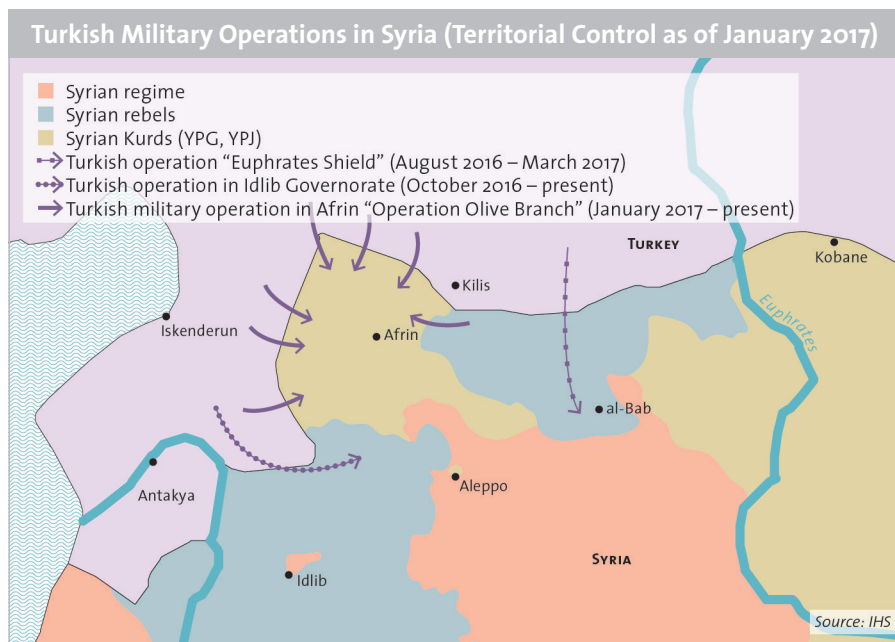 Turkish Military Operations in Syria (Territorial Control as of January 2017)
Syrian regime
Syrian rebels
Syrian Kurds (YPG, YPJ)
Turkish operation “Euphrates Shield” (August 2016 – March 2017)
Turkish operation in Idlib Governorate (October 2016 – present)
Turkish military operation in Afrin “Operation Olive Branch” (January 2017 – present)
TURKEY
Kobane
Kilis
Euphrates
Iskenderun
Afrin
al-Bab
Aleppo
Antakya
SYRIA
Idlib
Source: IHS